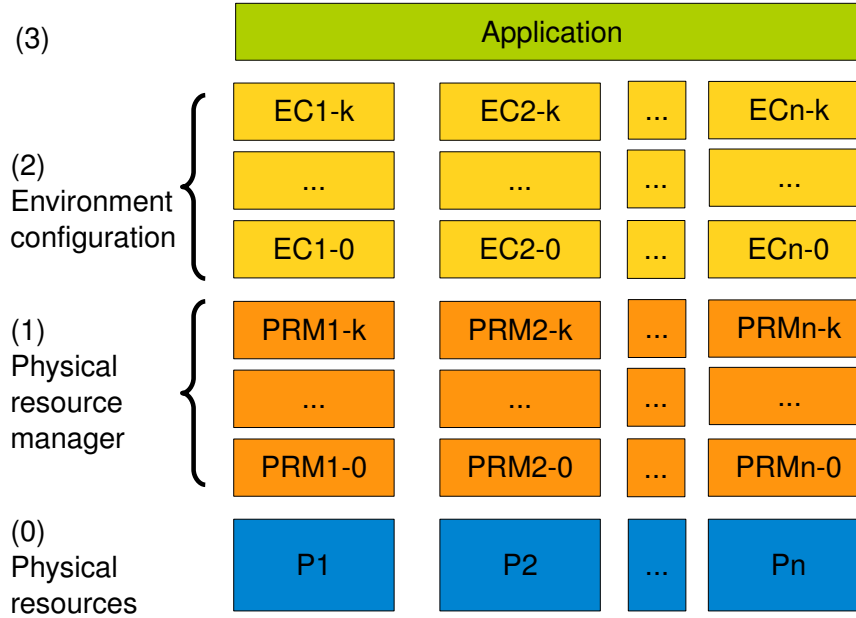 (3)
Application
EC1-k
EC2-k
...
ECn-k
(2)
Environment
configuration
...
...
...
...
EC1-0
EC2-0
...
ECn-0
(1)
Physical
resource
manager
PRM1-k
PRM2-k
...
PRMn-k
...
...
...
...
PRM1-0
PRM2-0
...
PRMn-0
(0)
Physical
resources
P1
P2
...
Pn